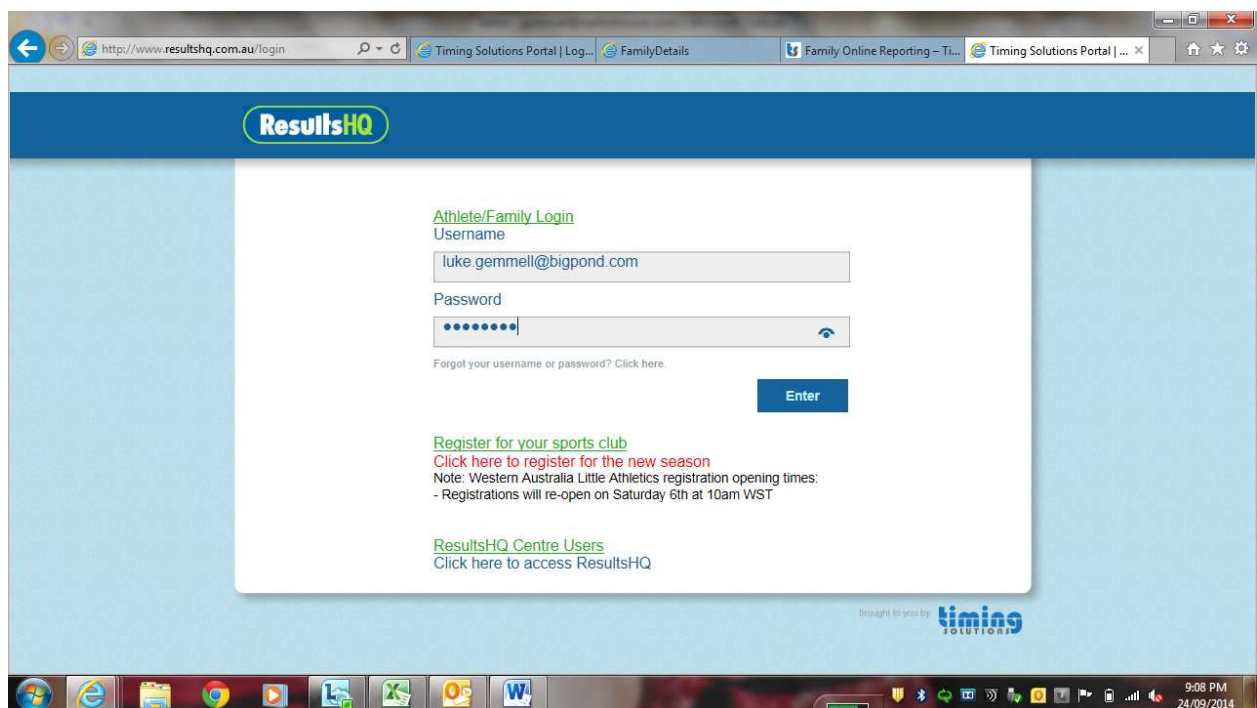 http://www.resultshq.com.au/login
Timing Solutions Portal | Log...
FamilyDetails
Family Online Reporting – Ti...
Timing Solutions Portal | ...
ResultsHQ
Athlete/Family Login
Username
luke.gemmell@bigpond.com
Password
Forgot your username or password? Click here.
Enter
Register for your sports club
Click here to register for the new season
Note: Western Australia Little Athletics registration opening times:
- Registrations will re-open on Saturday 6th at 10am WST
ResultsHQ Centre Users
Click here to access ResultsHQ
brought to you by timing
SOLUTIONS
9:08 PM
24/09/2014